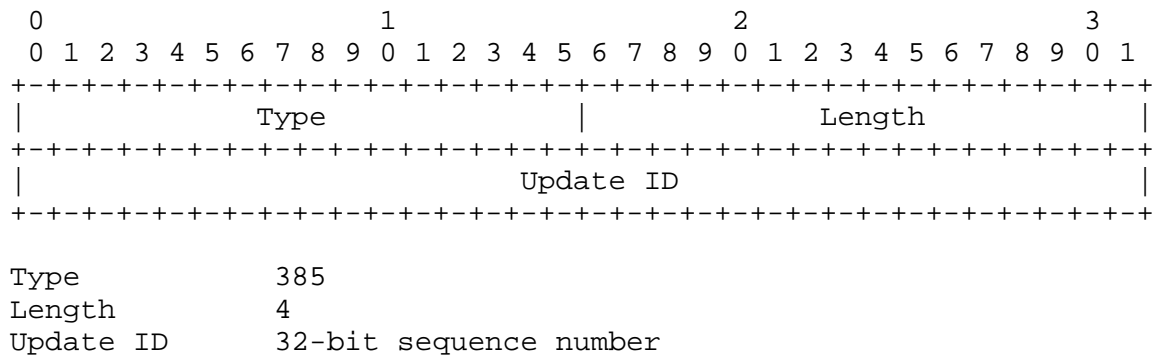 0                   1                   2                   3
 0 1 2 3 4 5 6 7 8 9 0 1 2 3 4 5 6 7 8 9 0 1 2 3 4 5 6 7 8 9 0 1
+-+-+-+-+-+-+-+-+-+-+-+-+-+-+-+-+-+-+-+-+-+-+-+-+-+-+-+-+-+-+-+-+
|             Type              |             Length            |
+-+-+-+-+-+-+-+-+-+-+-+-+-+-+-+-+-+-+-+-+-+-+-+-+-+-+-+-+-+-+-+-+
|                            Update ID                          |
+-+-+-+-+-+-+-+-+-+-+-+-+-+-+-+-+-+-+-+-+-+-+-+-+-+-+-+-+-+-+-+-+
Type           385
Length         4
Update ID      32-bit sequence number